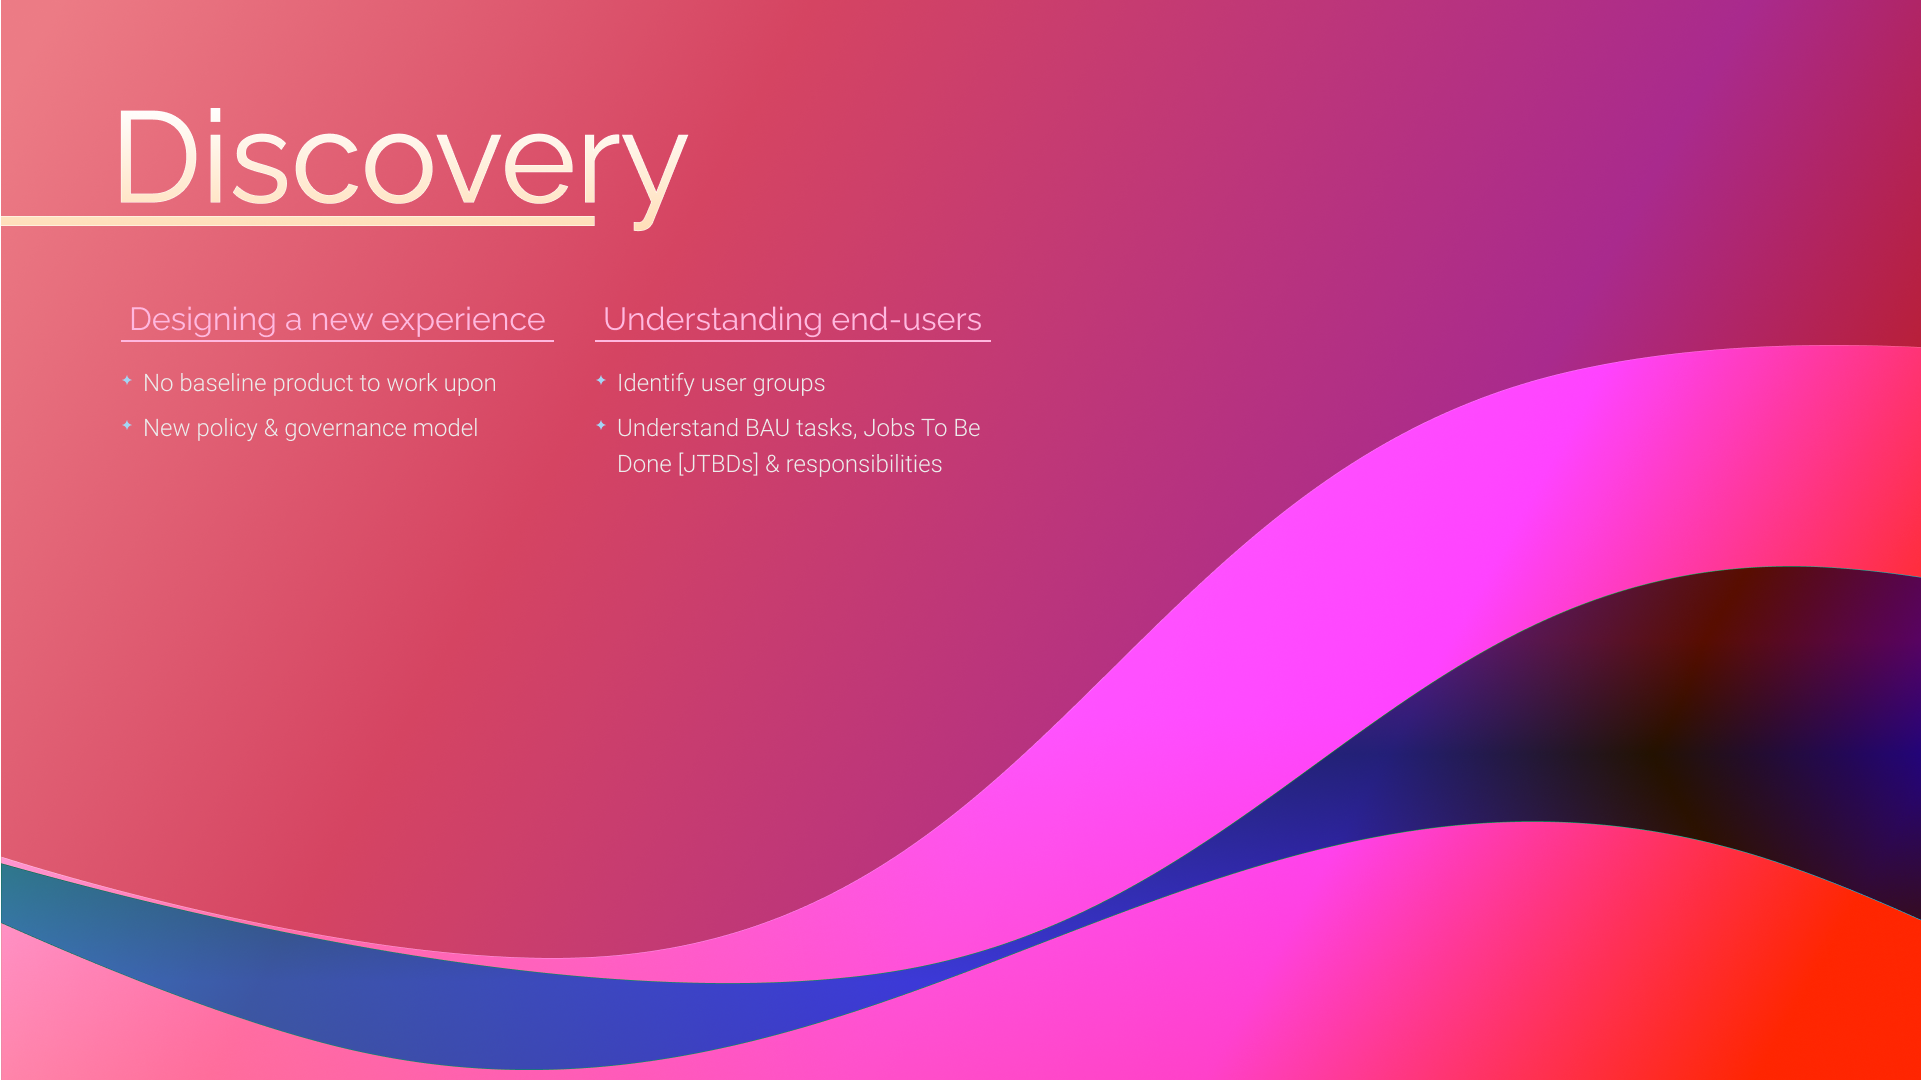 Discovery
Designing a new experience
No baseline product to work upon
New policy & governance model
Understanding end-users
Identify user groups
Understand BAU tasks, Jobs To Be
Done [JTBDs] & responsibilities